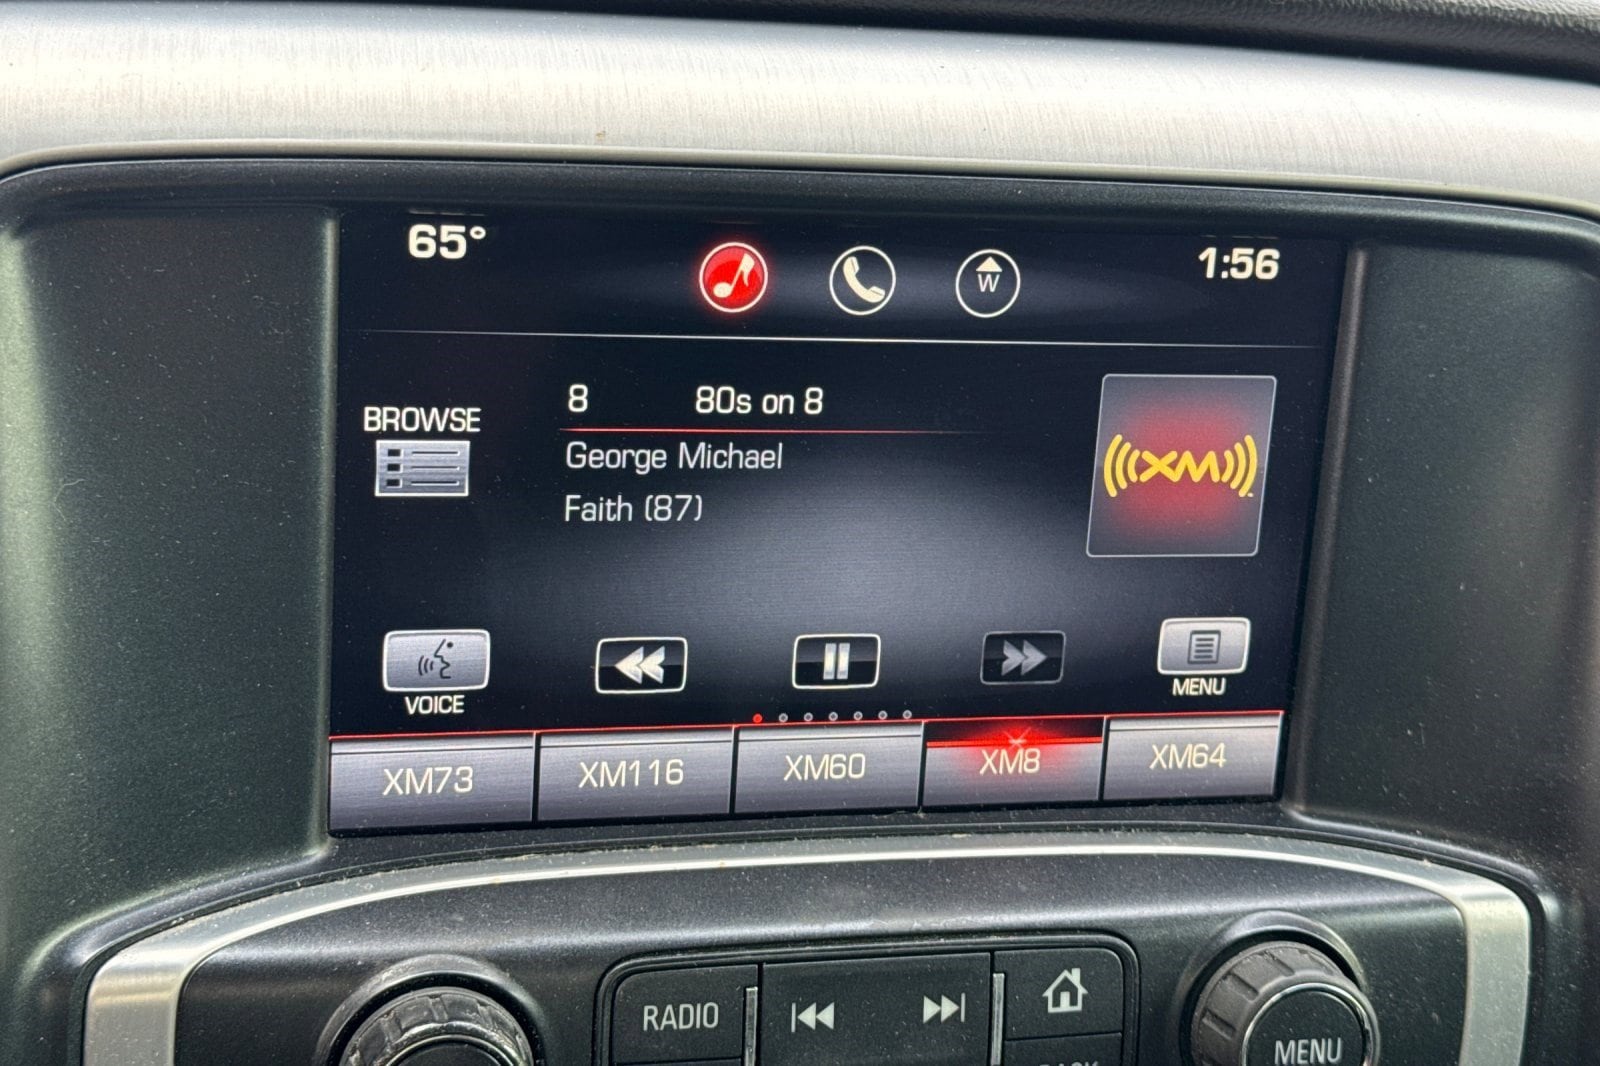 65°
W
1:56
BROWSE
8 80s on 8
George Michael
Faith (87)
(((XM)))
VOICE
MENU
XM73 XM116 XM60 XM8 XM64
RADIO
MENU